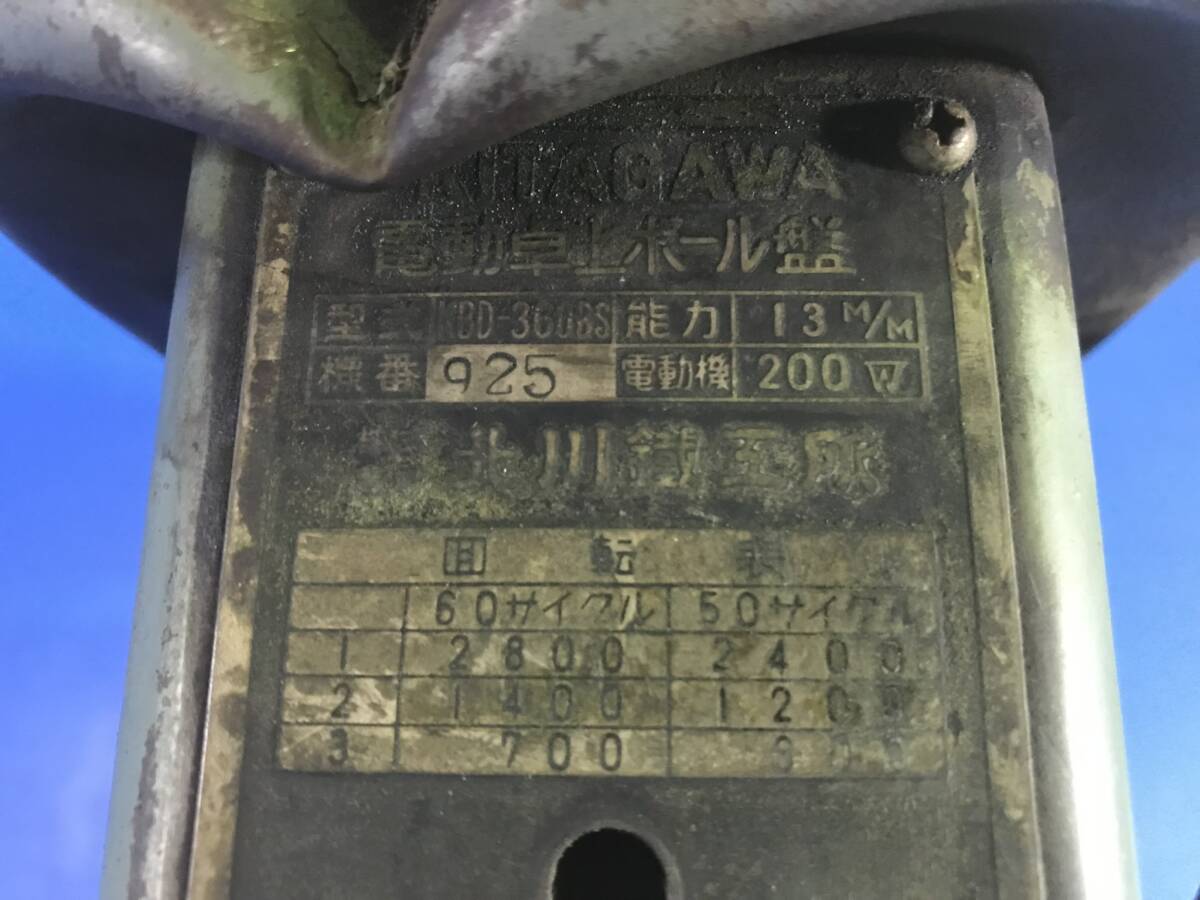 KITAGAWA
電動卓上ボール盤
型式 KBD-360BS 能力 13 M/M
機番 925 電動機 200 W
北川鉄工所
回転表
60サイクル 50サイクル
1 2800 2400
2 1400 1200
3 700